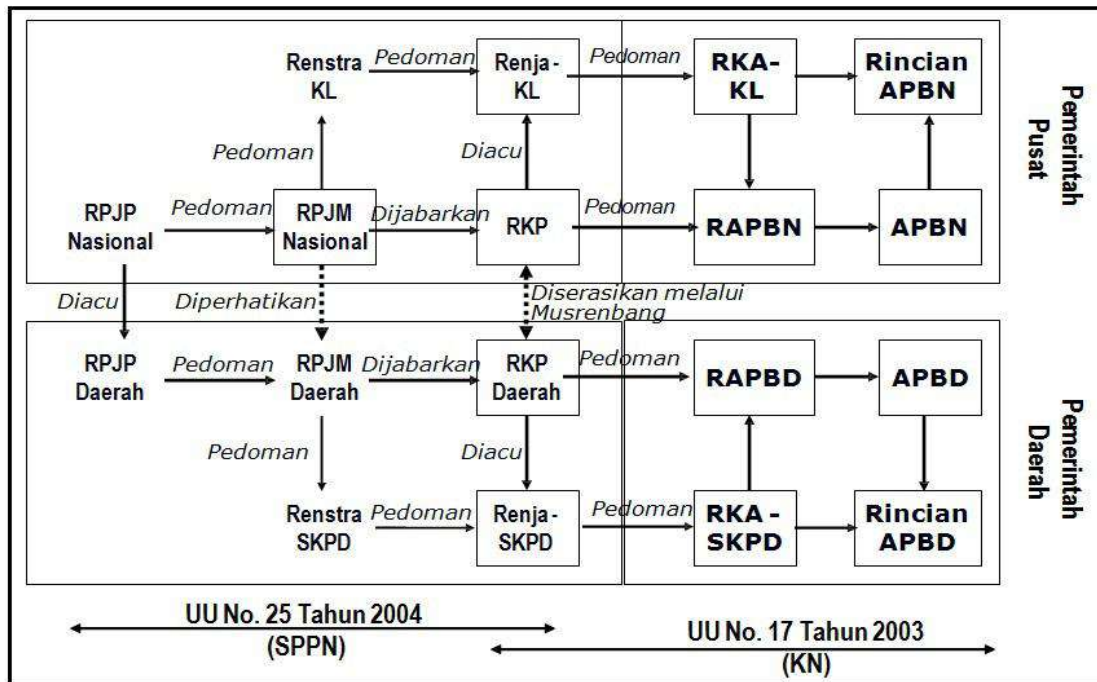 Renstra
KL
Pedoman
Renja -
KL
Pedoman
RKA-
KL
Rincian
APBN
Pemerintah
Pusat
Pedoman
Diacu
RPJP
Nasional
Pedoman
RPJM
Nasional
Dijabarkan
RKP
Pedoman
RAPBN
APBN
Diacu
Diperhatikan
Diserasikan melalui
Musrenbang
RPJP
Daerah
Pedoman
RPJM
Daerah
Dijabarkan
RKP
Daerah
Pedoman
RAPBD
APBD
Pemerintah
Daerah
Pedoman
Diacu
Renstra
SKPD
Pedoman
Renja -
SKPD
Pedoman
RKA -
SKPD
Rincian
APBD
UU No. 25 Tahun 2004
(SPPN)
UU No. 17 Tahun 2003
(KN)